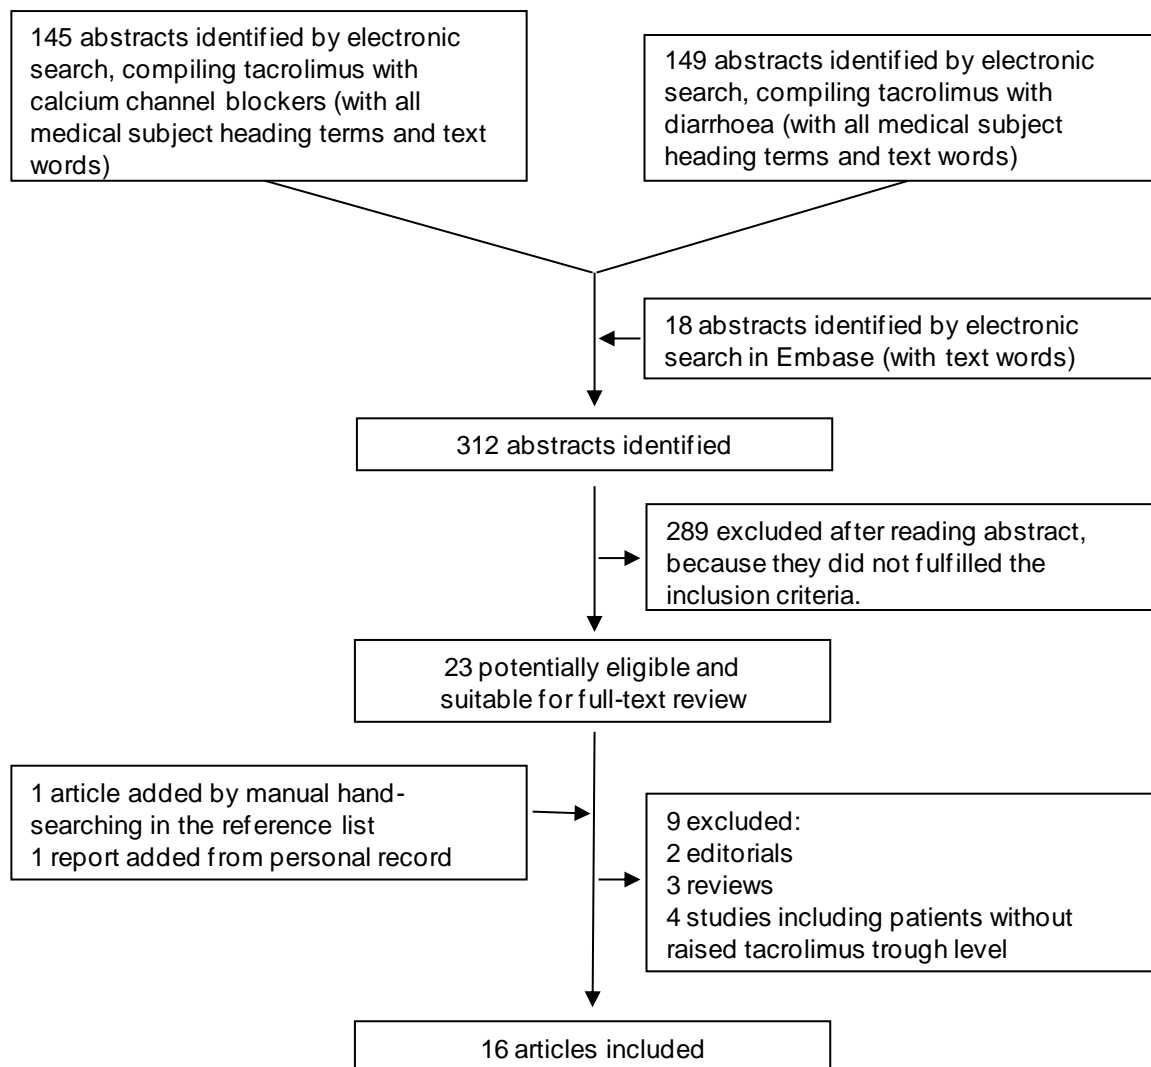 145 abstracts identified by electronic
search, compiling tacrolimus with
calcium channel blockers (with all
medical subject heading terms and text
words)
149 abstracts identified by electronic
search, compiling tacrolimus with
diarrhoea (with all medical subject
heading terms and text words)
18 abstracts identified by electronic
search in Embase (with text words)
312 abstracts identified
289 excluded after reading abstract,
because they did not fulfilled the
inclusion criteria.
23 potentially eligible and
suitable for full-text review
1 article added by manual hand-
searching in the reference list
1 report added from personal record
9 excluded:
2 editorials
3 reviews
4 studies including patients without
raised tacrolimus trough level
16 articles included